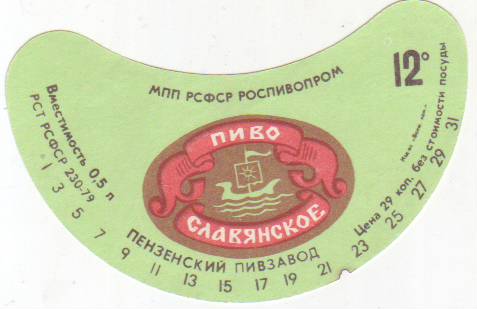 МПП РСФСР РОСПИВОПРОМ
12°
Вместимость 0,5 л
РСТ РСФСР 230-79
ПИВО
СЛАВЯНСКОЕ
ПЕНЗЕНСКИЙ ПИВЗАВОД
Цена 29 коп. без стоимости посуды
1 3 5 7 9 11 13 15 17 19 21 23 25 27 29 31